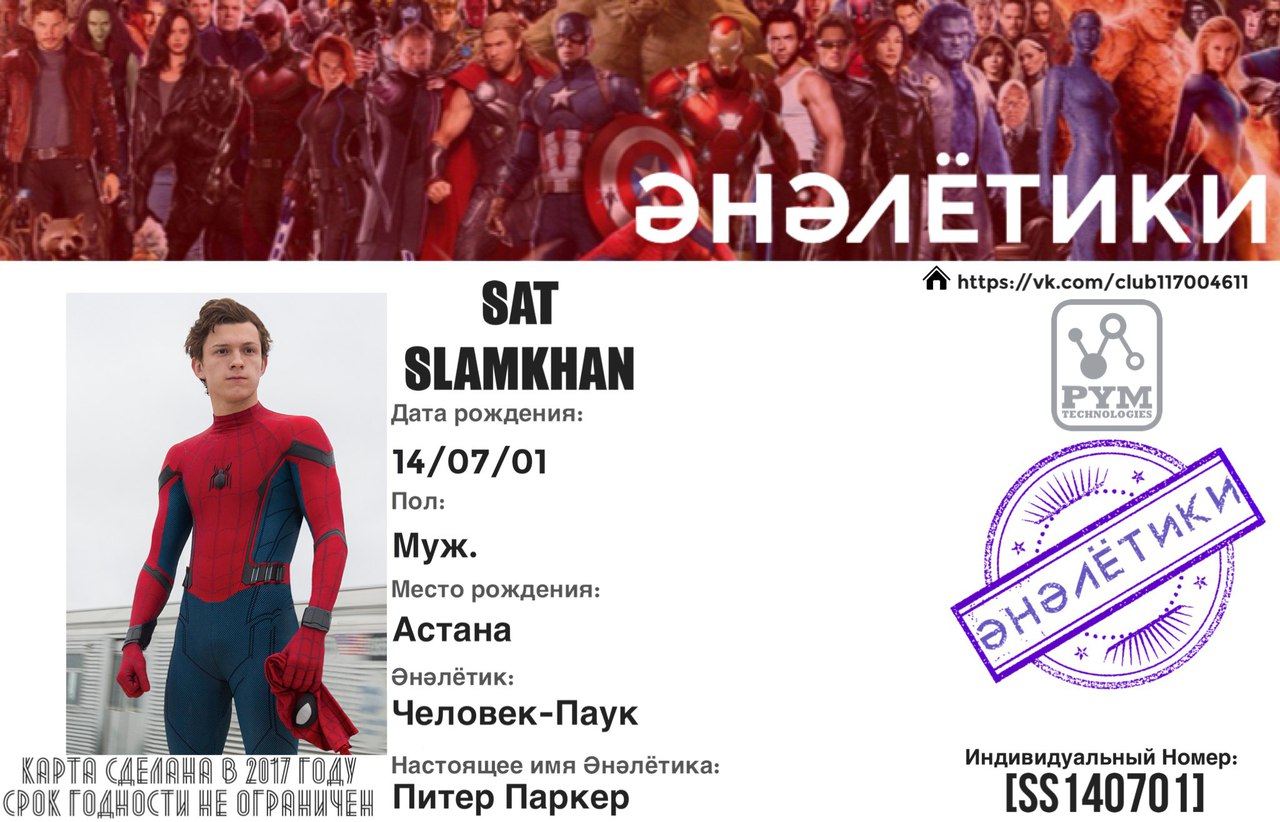 ӘНӘЛЁТИКИ
https://vk.com/club117004611
SAT
SLAMKHAN
Дата рождения:
14/07/01
Пол:
Муж.
Место рождения:
Астана
Әнәлётик:
Человек-Паук
Настоящее имя Әнәлётика:
Питер Паркер
КАРТА СДЕЛАНА В 2017 ГОДУ
СРОК ГОДНОСТИ НЕ ОГРАНИЧЕН
PYM
TECHNOLOGIES
ӘНӘЛЁТИКИ
Индивидуальный Номер:
[SS140701]